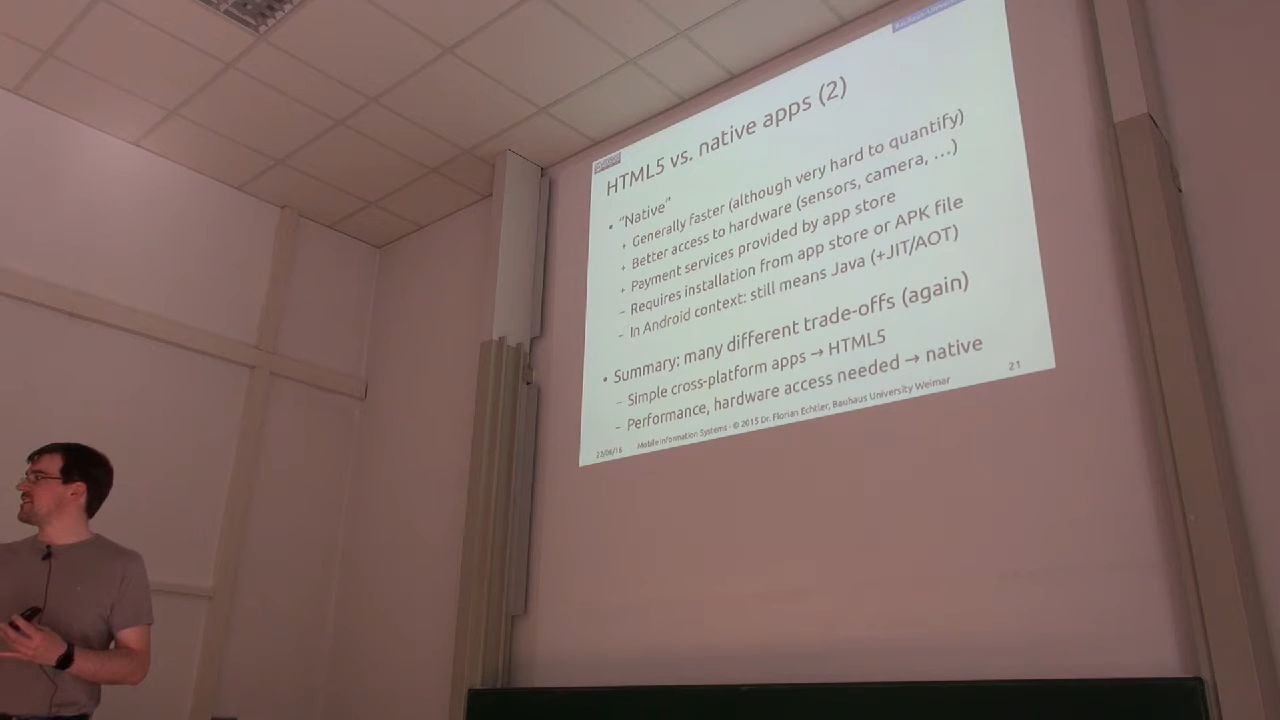 HTML5 vs. native apps (2)
• “Native”
+ Generally faster (although very hard to quantify)
+ Better access to hardware (sensors, camera, …)
+ Payment services provided by app store
– Requires installation from app store or APK file
– In Android context: still means Java (+JIT/AOT)
• Summary: many different trade-offs (again)
– Simple cross-platform apps → HTML5
– Performance, hardware access needed → native
22/06/16 Mobile Information Systems - © 2015 Dr. Florian Echtler, Bauhaus University Weimar 21